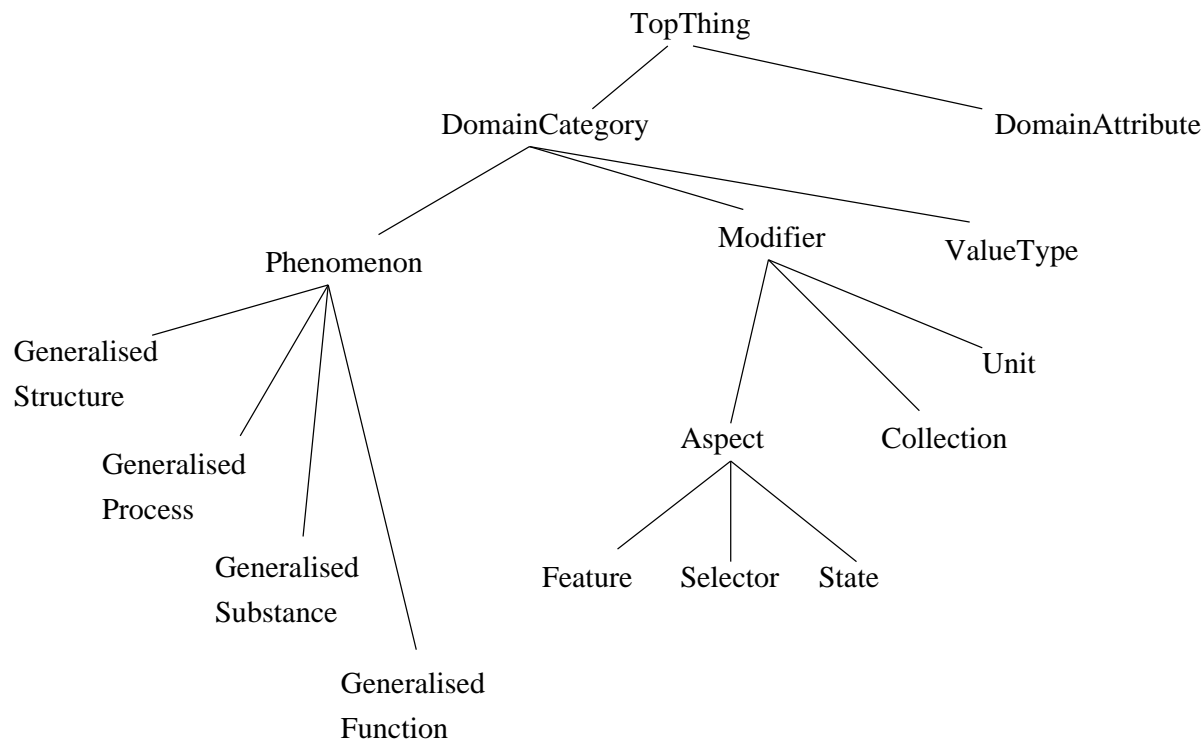 TopThing
DomainCategory
DomainAttribute
Phenomenon
Modifier
ValueType
Generalised
Structure
Generalised
Process
Generalised
Substance
Generalised
Function
Aspect
Collection
Unit
Feature
Selector
State